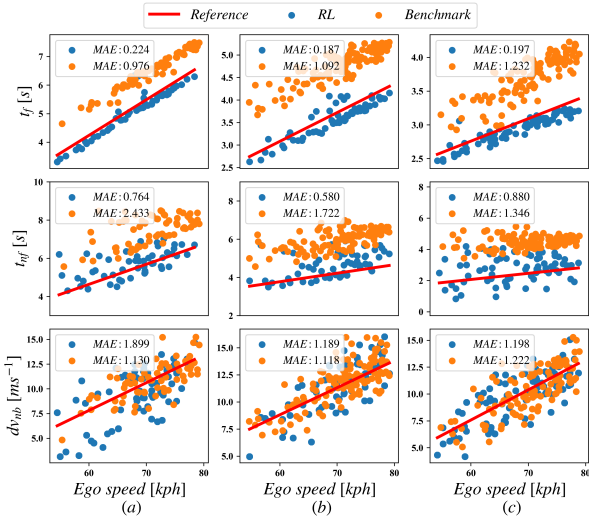 Reference RL Benchmark
t_f [s]
7
6
5
4
MAE: 0.224
MAE: 0.976
5.0
4.5
4.0
3.5
3.0
2.5
MAE: 0.187
MAE: 1.092
4.0
3.5
3.0
2.5
MAE: 0.197
MAE: 1.232
t_nf [s]
10
8
6
4
MAE: 0.764
MAE: 2.433
8
6
4
2
MAE: 0.580
MAE: 1.722
8
6
4
2
0
MAE: 0.880
MAE: 1.346
dv_nb [ms⁻¹]
15.0
12.5
10.0
7.5
5.0
MAE: 1.899
MAE: 1.130
15.0
12.5
10.0
7.5
5.0
MAE: 1.189
MAE: 1.118
15.0
12.5
10.0
7.5
5.0
MAE: 1.198
MAE: 1.222
60 70 80
60 70 80
60 70 80
Ego speed [kph] Ego speed [kph] Ego speed [kph]
(a) (b) (c)